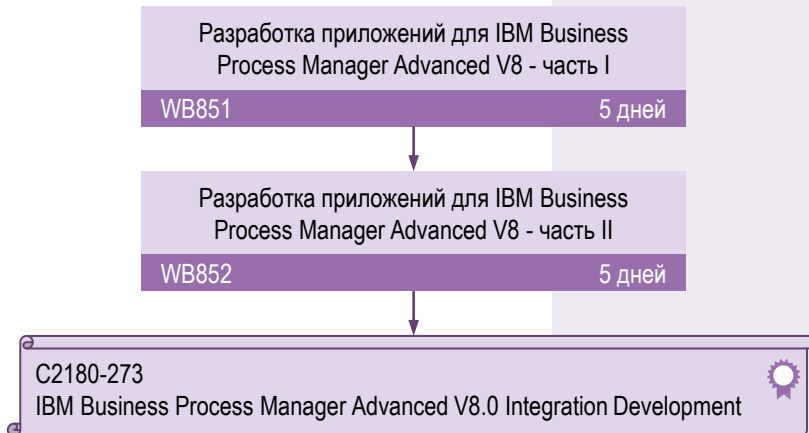 Разработка приложений для IBM Business
Process Manager Advanced V8 - часть I
WB851 5 дней
Разработка приложений для IBM Business
Process Manager Advanced V8 - часть II
WB852 5 дней
C2180-273
IBM Business Process Manager Advanced V8.0 Integration Development